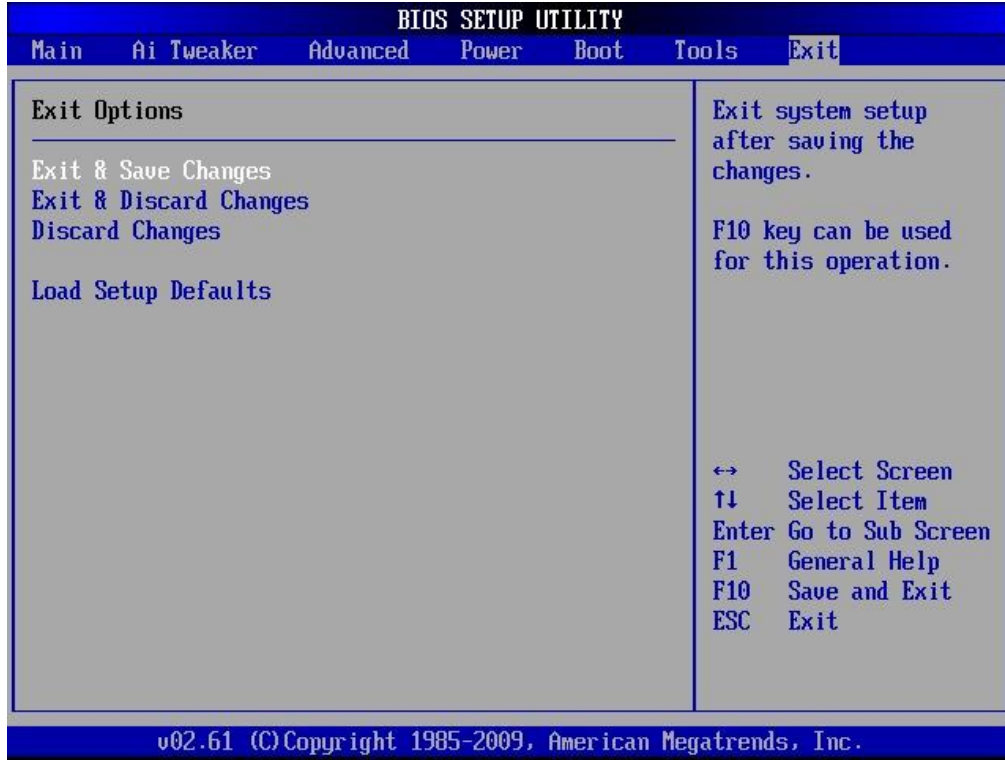 BIOS SETUP UTILITY
Main Ai Tweaker Advanced Power Boot Tools Exit
Exit Options
Exit & Save Changes
Exit & Discard Changes
Discard Changes
Load Setup Defaults
Exit system setup
after saving the
changes.
F10 key can be used
for this operation.
↔ Select Screen
↑↓ Select Item
Enter Go to Sub Screen
F1 General Help
F10 Save and Exit
ESC Exit
v02.61 (C)Copyright 1985-2009, American Megatrends, Inc.